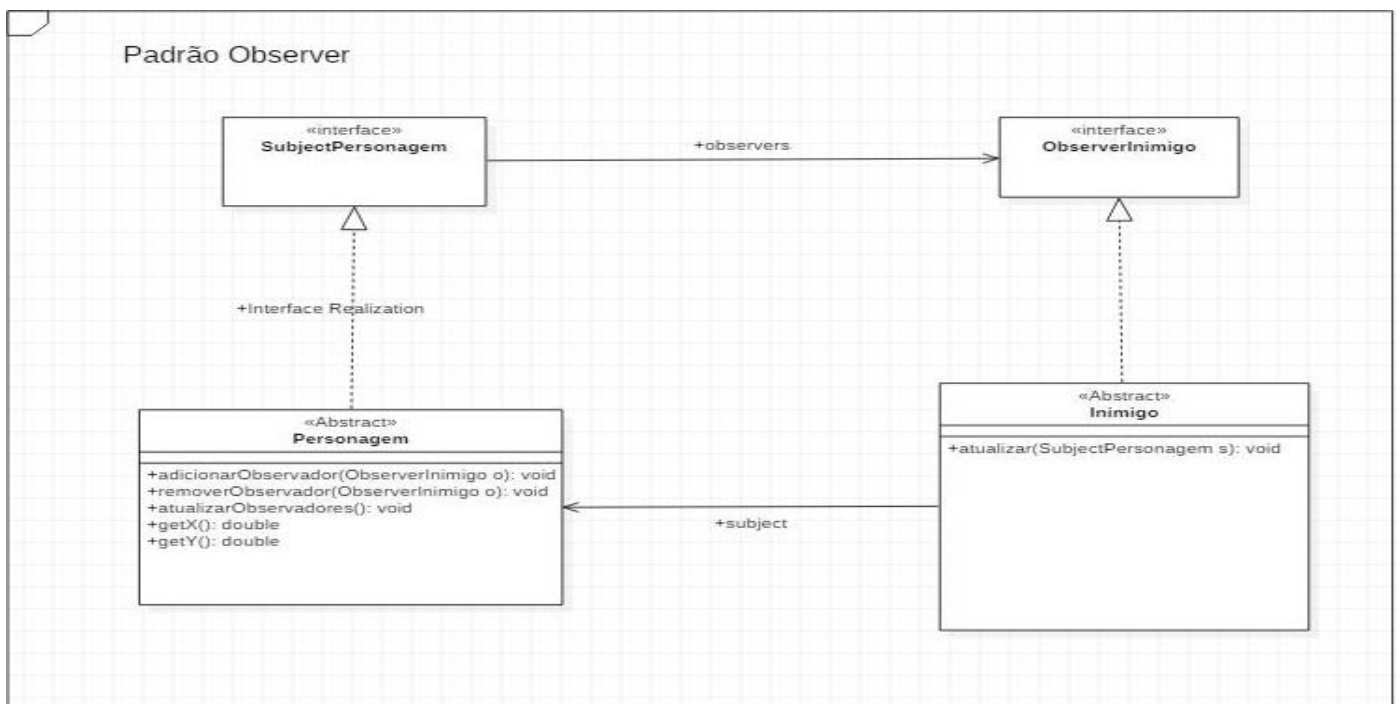 Padrão Observer
«interface»
SubjectPersonagem
+observers
«interface»
ObserverInimigo
+Interface Realization
«Abstract»
Personagem
+adicionarObservador(ObserverInimigo o): void
+removerObservador(ObserverInimigo o): void
+atualizarObservadores(): void
+getX(): double
+getY(): double
+subject
«Abstract»
Inimigo
+atualizar(SubjectPersonagem s): void